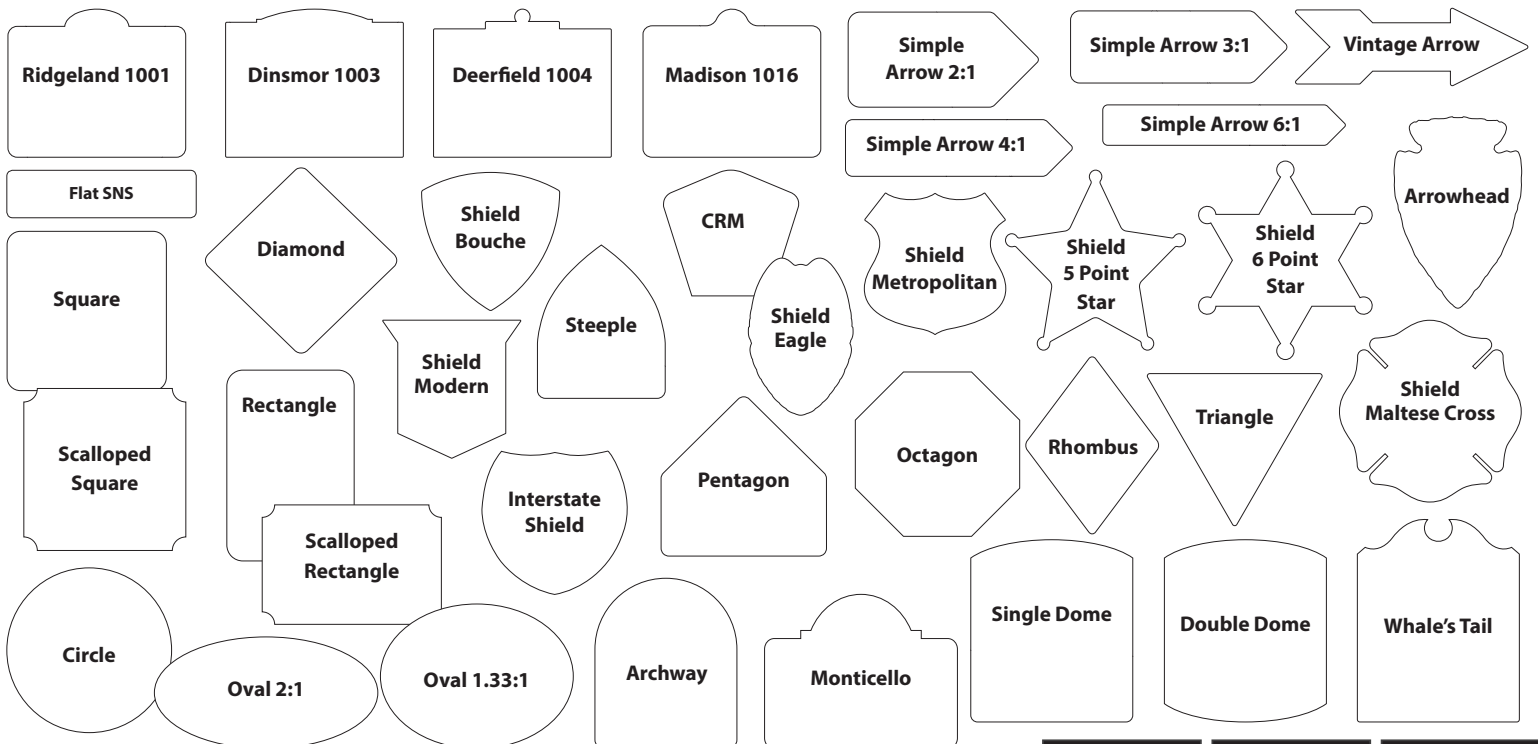 Ridgeland 1001
Dinsmor 1003
Deerfield 1004
Madison 1016
Simple
Arrow 2:1
Simple Arrow 3:1
Vintage Arrow
Simple Arrow 4:1
Simple Arrow 6:1
Arrowhead
Flat SNS
Diamond
Shield
Bouche
CRM
Shield
Metropolitan
Shield
5 Point
Star
Shield
6 Point
Star
Square
Steeple
Shield
Eagle
Shield
Modern
Rectangle
Shield
Maltese Cross
Scalloped
Square
Interstate
Shield
Pentagon
Octagon
Rhombus
Triangle
Scalloped
Rectangle
Circle
Oval 2:1
Oval 1.33:1
Archway
Monticello
Single Dome
Double Dome
Whale's Tail